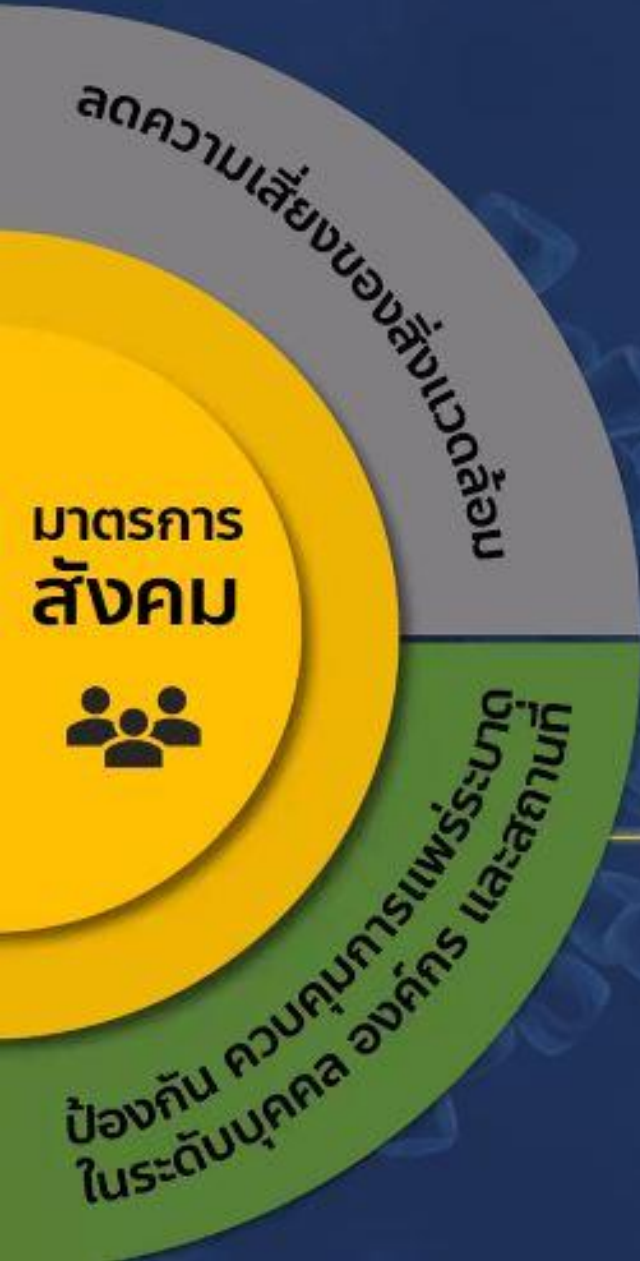 ลดความเสี่ยงของสิ่งแวดล้อม
มาตรการ
สังคม
ป้องกัน ควบคุมการแพร่ระบาด
ในระดับบุคคล องค์กร และสถานที่